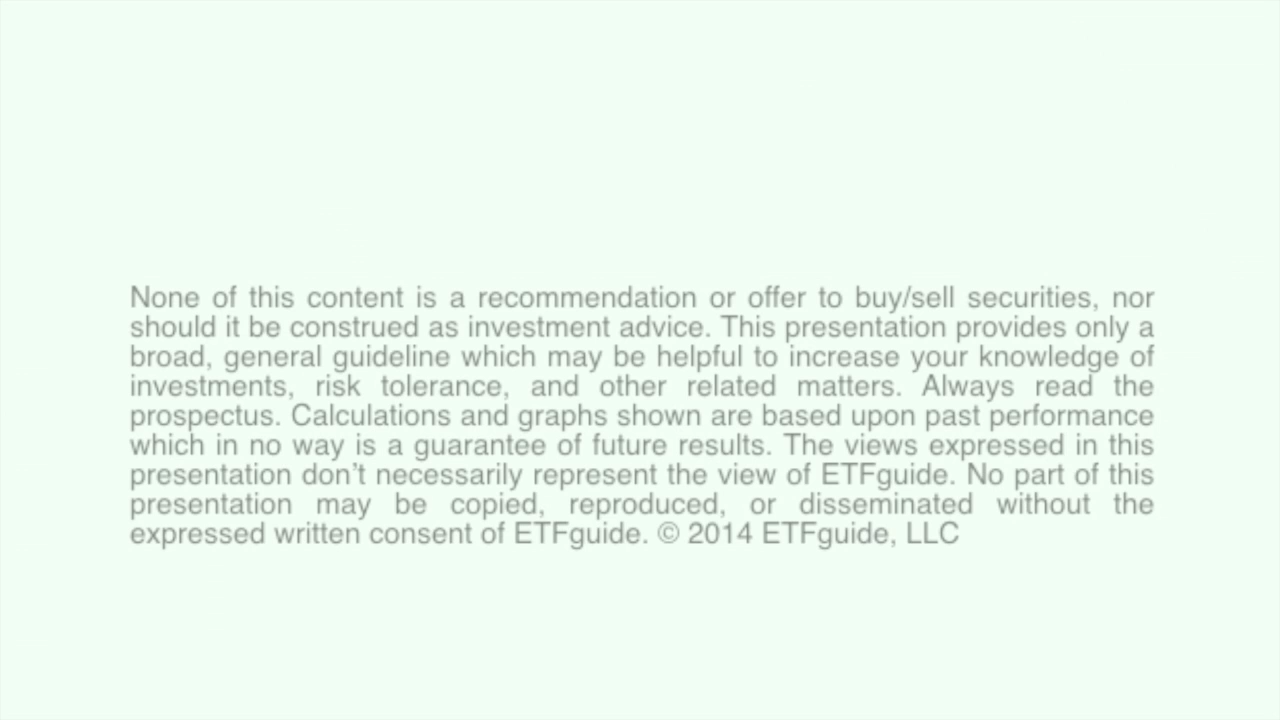 None of this content is a recommendation or offer to buy/sell securities, nor
should it be construed as investment advice. This presentation provides only a
broad, general guideline which may be helpful to increase your knowledge of
investments, risk tolerance, and other related matters. Always read the
prospectus. Calculations and graphs shown are based upon past performance
which in no way is a guarantee of future results. The views expressed in this
presentation don’t necessarily represent the view of ETFguide. No part of this
presentation may be copied, reproduced, or disseminated without the
expressed written consent of ETFguide. © 2014 ETFguide, LLC